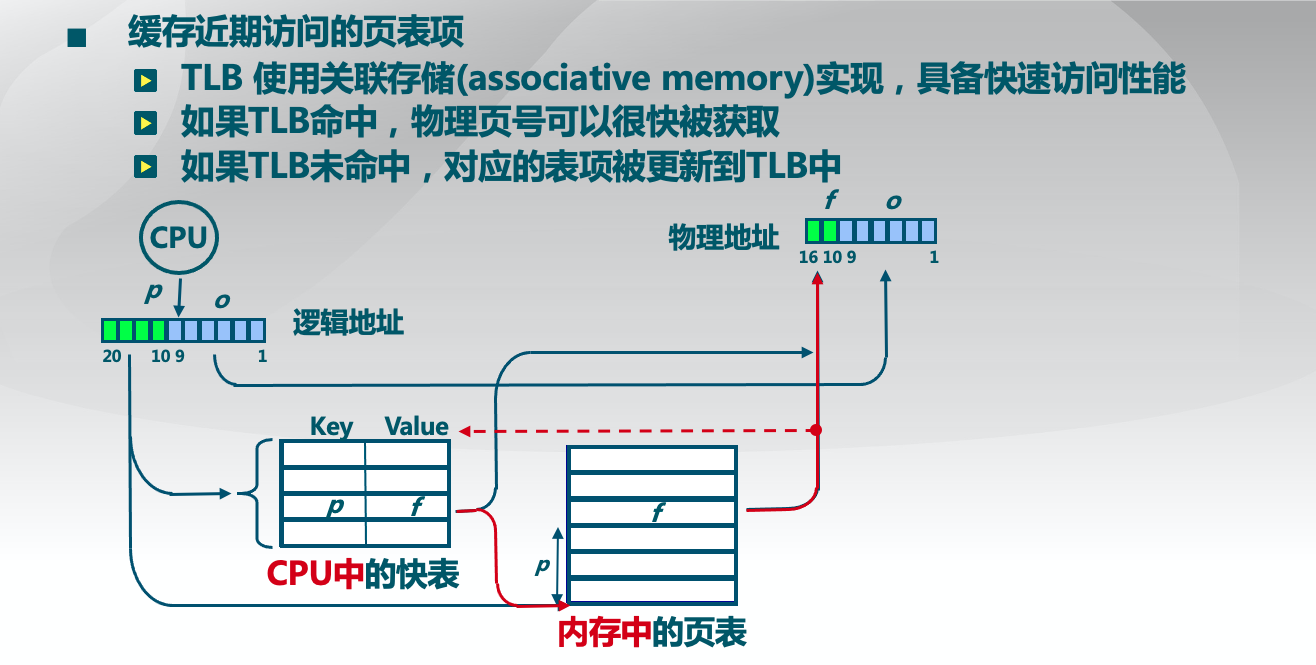 缓存近期访问的页表项
TLB 使用关联存储(associative memory)实现，具备快速访问性能
如果TLB命中，物理页号可以很快被获取
如果TLB未命中，对应的表项被更新到TLB中
f o
CPU
物理地址
16 10 9 1
p o
逻辑地址
20 10 9 1
Key Value
p f
f
p
CPU中的快表
内存中的页表